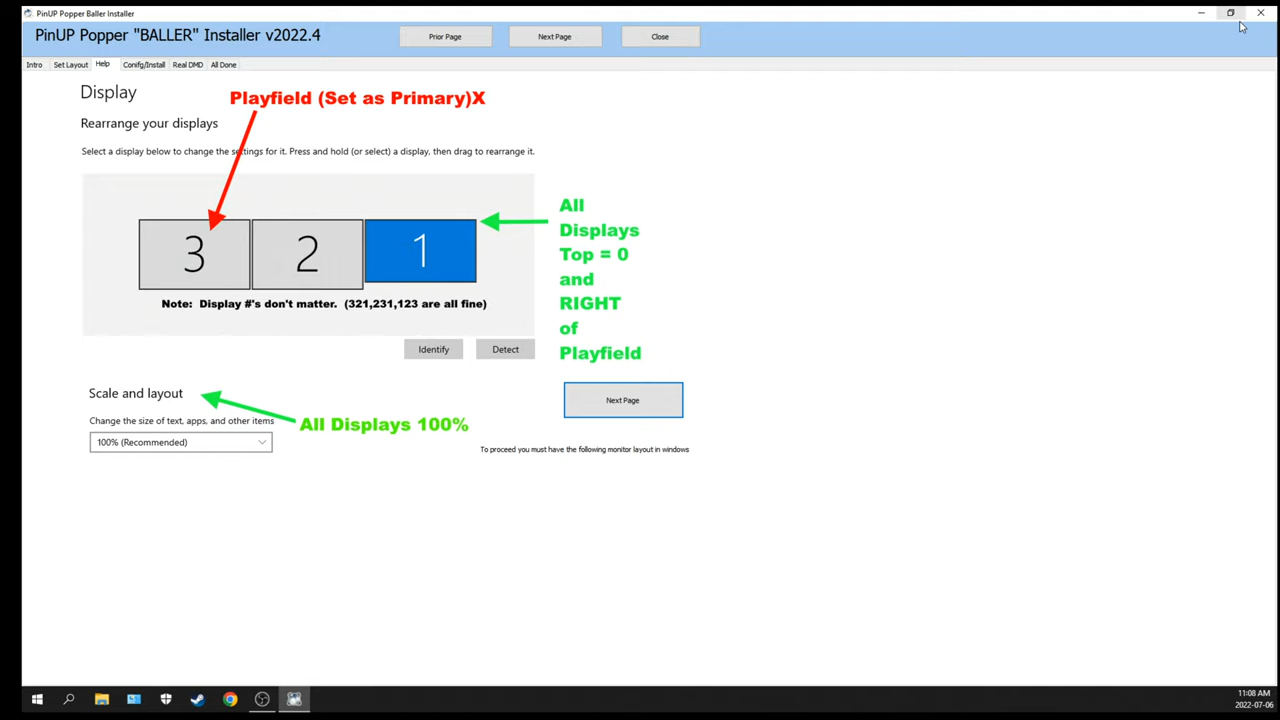 PinUP Popper Baller Installer
PinUP Popper "BALLER" Installer v2022.4
Prior Page
Next Page
Close
Intro
Set Layout
Help
Conifg/Install
Real DMD
All Done
Display
Playfield (Set as Primary)X
Rearrange your displays
Select a display below to change the settings for it. Press and hold (or select) a display, then drag to rearrange it.
3
2
1
Note: Display #'s don't matter. (321,231,123 are all fine)
All
Displays
Top = 0
and
RIGHT
of
Playfield
Identify
Detect
Scale and layout
Change the size of text, apps, and other items
100% (Recommended)
All Displays 100%
Next Page
To proceed you must have the following monitor layout in windows
11:08 AM
2022-07-06